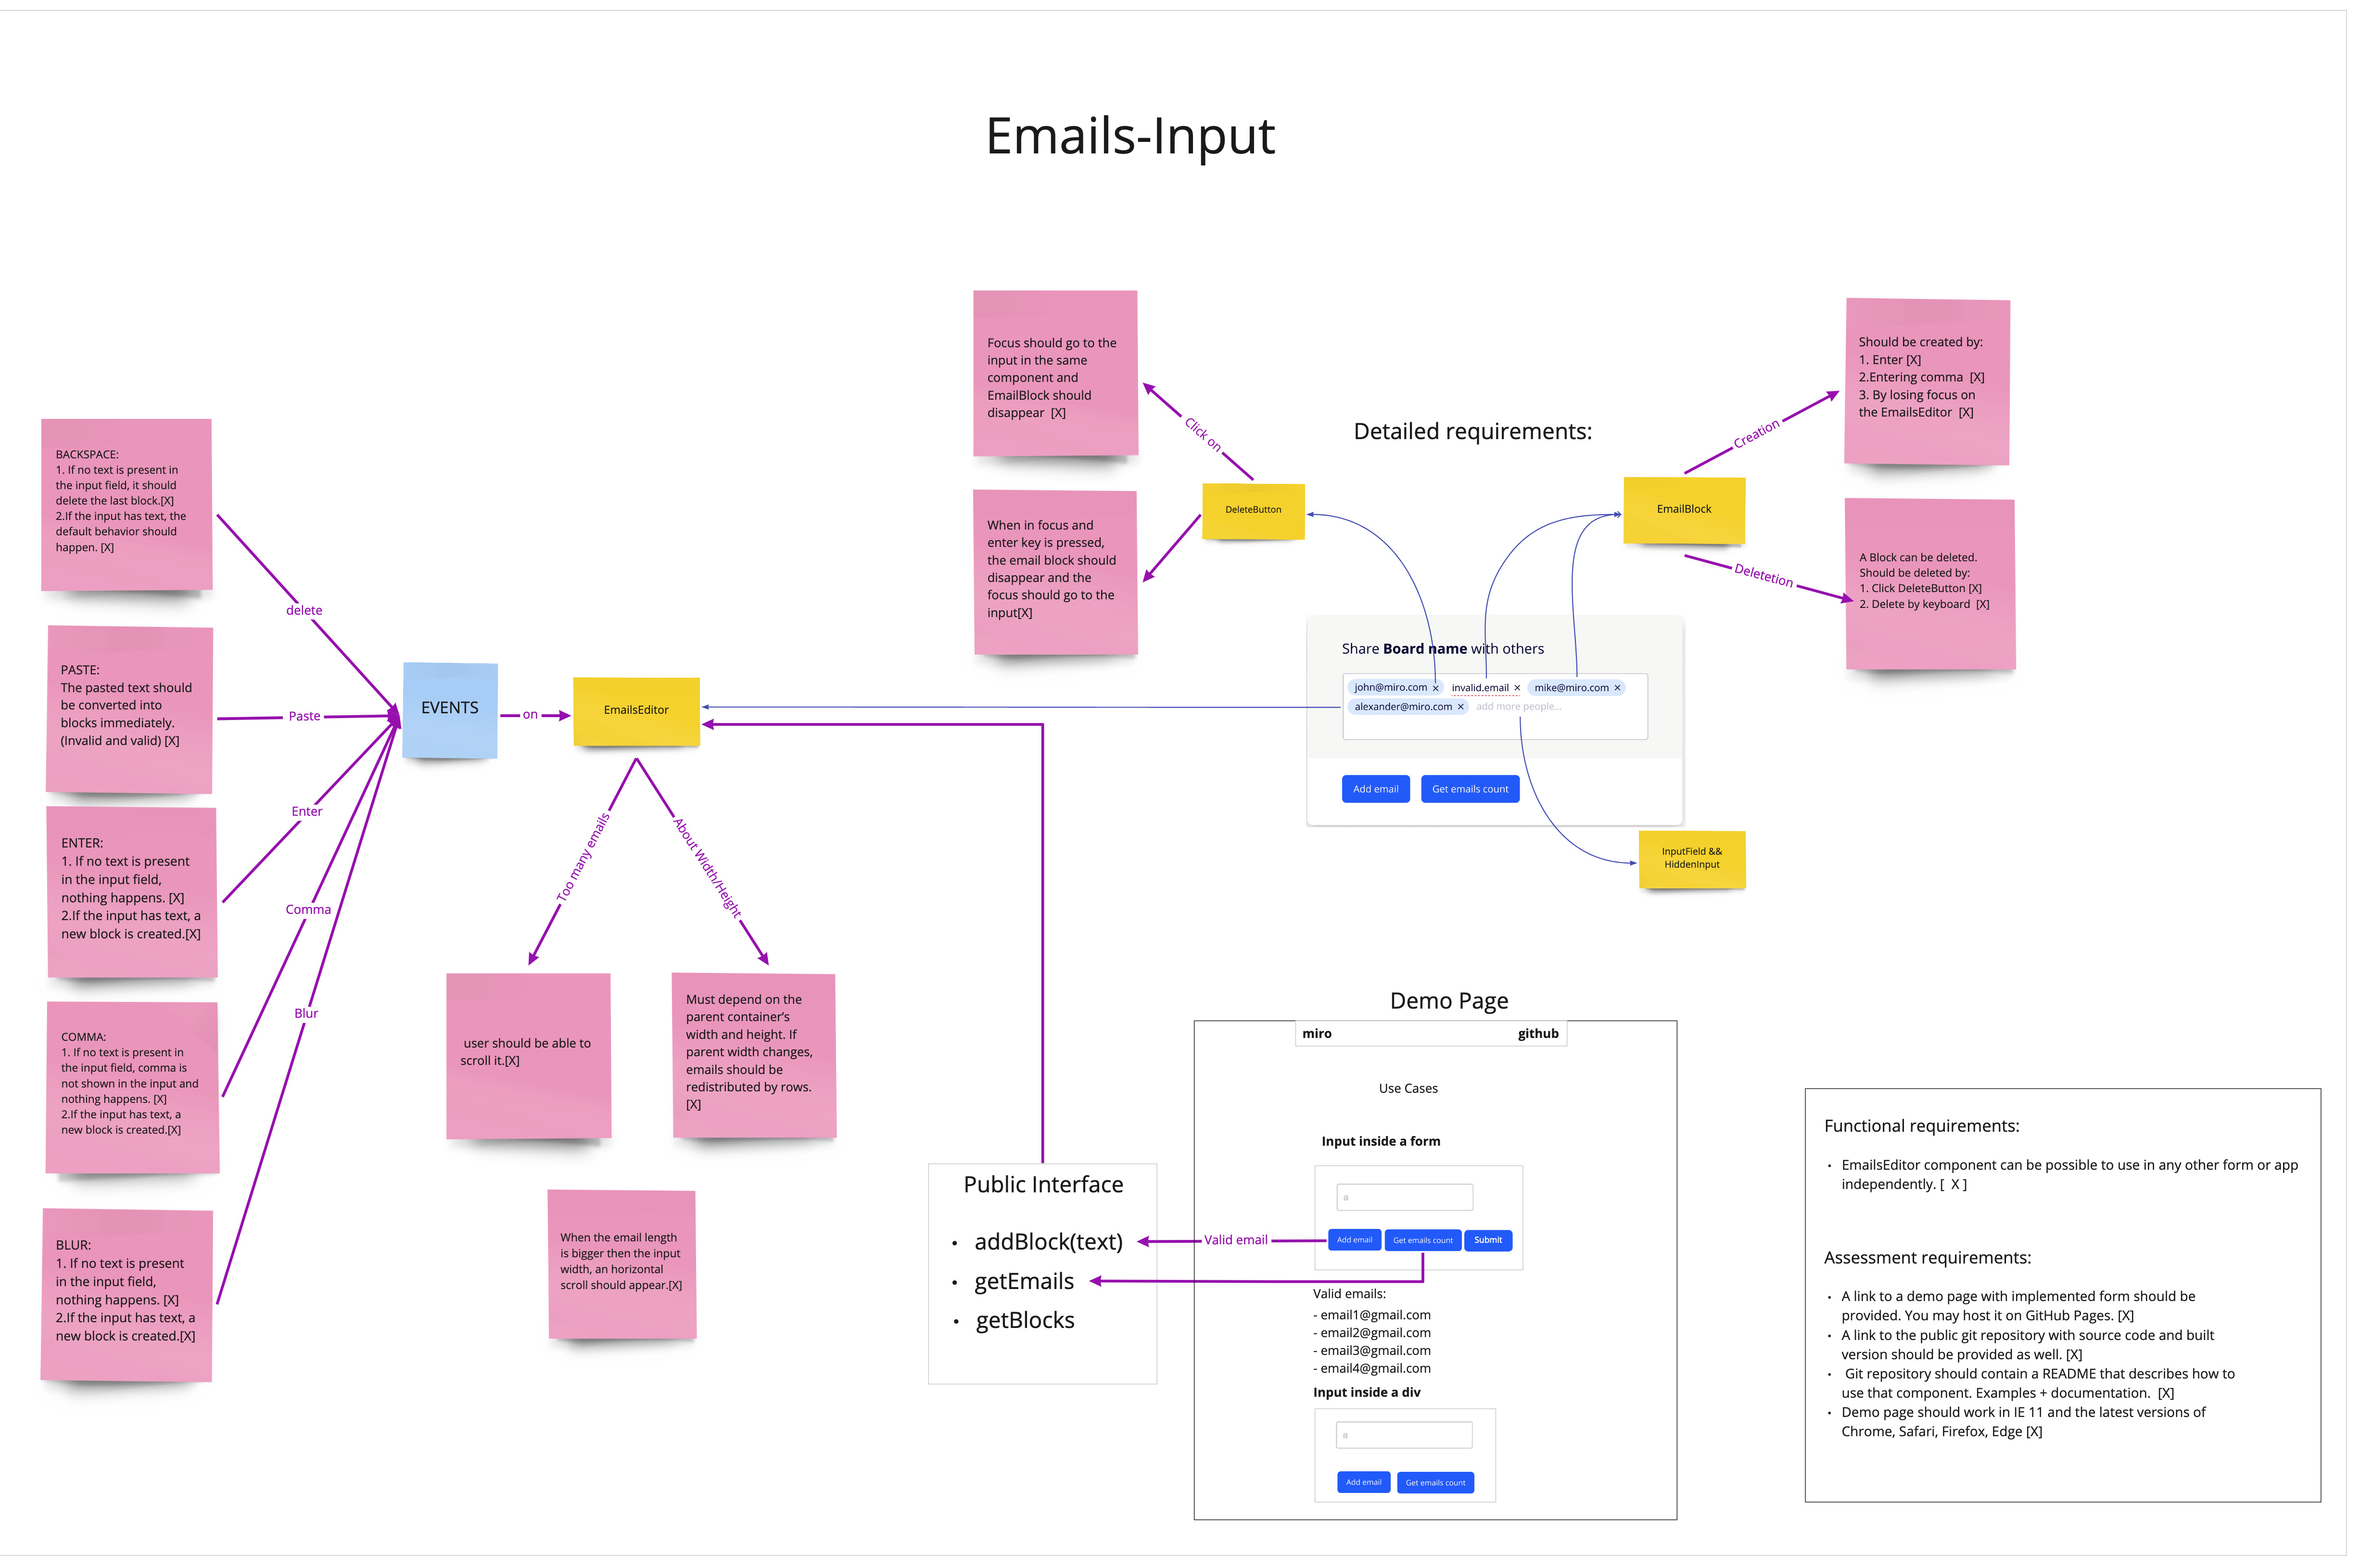 Emails-Input
BACKSPACE:
1. If no text is present in
the input field, it should
delete the last block.[X]
2.If the input has text, the
default behavior should
happen. [X]
PASTE:
The pasted text should
be converted into
blocks immediately.
(Invalid and valid) [X]
ENTER:
1. If no text is present
in the input field,
nothing happens. [X]
2.If the input has text, a
new block is created.[X]
COMMA:
1. If no text is present in
the input field, comma is
not shown in the input and
nothing happens. [X]
2.If the input has text, a
new block is created.[X]
BLUR:
1. If no text is present
in the input field,
nothing happens. [X]
2.If the input has text, a
new block is created.[X]
delete
Paste
Enter
Comma
Blur
EVENTS
on
EmailsEditor
Too many emails
About Width/Height
user should be able to
scroll it.[X]
Must depend on the
parent container's
width and height. If
parent width changes,
emails should be
redistributed by rows.
[X]
When the email length
is bigger then the input
width, an horizontal
scroll should appear.[X]
Focus should go to the
input in the same
component and
EmailBlock should
disappear [X]
When in focus and
enter key is pressed,
the email block should
disappear and the
focus should go to the
input[X]
Click on
DeleteButton
Detailed requirements:
EmailBlock
Creation
Deletetion
Should be created by:
1. Enter [X]
2.Entering comma [X]
3. By losing focus on
the EmailsEditor [X]
A Block can be deleted.
Should be deleted by:
1. Click DeleteButton [X]
2. Delete by keyboard [X]
Share Board name with others
john@miro.com × invalid.email × mike@miro.com ×
alexander@miro.com × add more people...
Add email Get emails count
InputField &&
HiddenInput
Public Interface
• addBlock(text)
• getEmails
• getBlocks
Valid email
Demo Page
miro github
Use Cases
Input inside a form
a
Add email Get emails count Submit
Valid emails:
- email1@gmail.com
- email2@gmail.com
- email3@gmail.com
- email4@gmail.com
Input inside a div
a
Add email Get emails count
Functional requirements:
• EmailsEditor component can be possible to use in any other form or app
independently. [ X ]
Assessment requirements:
• A link to a demo page with implemented form should be
provided. You may host it on GitHub Pages. [X]
• A link to the public git repository with source code and built
version should be provided as well. [X]
• Git repository should contain a README that describes how to
use that component. Examples + documentation. [X]
• Demo page should work in IE 11 and the latest versions of
Chrome, Safari, Firefox, Edge [X]